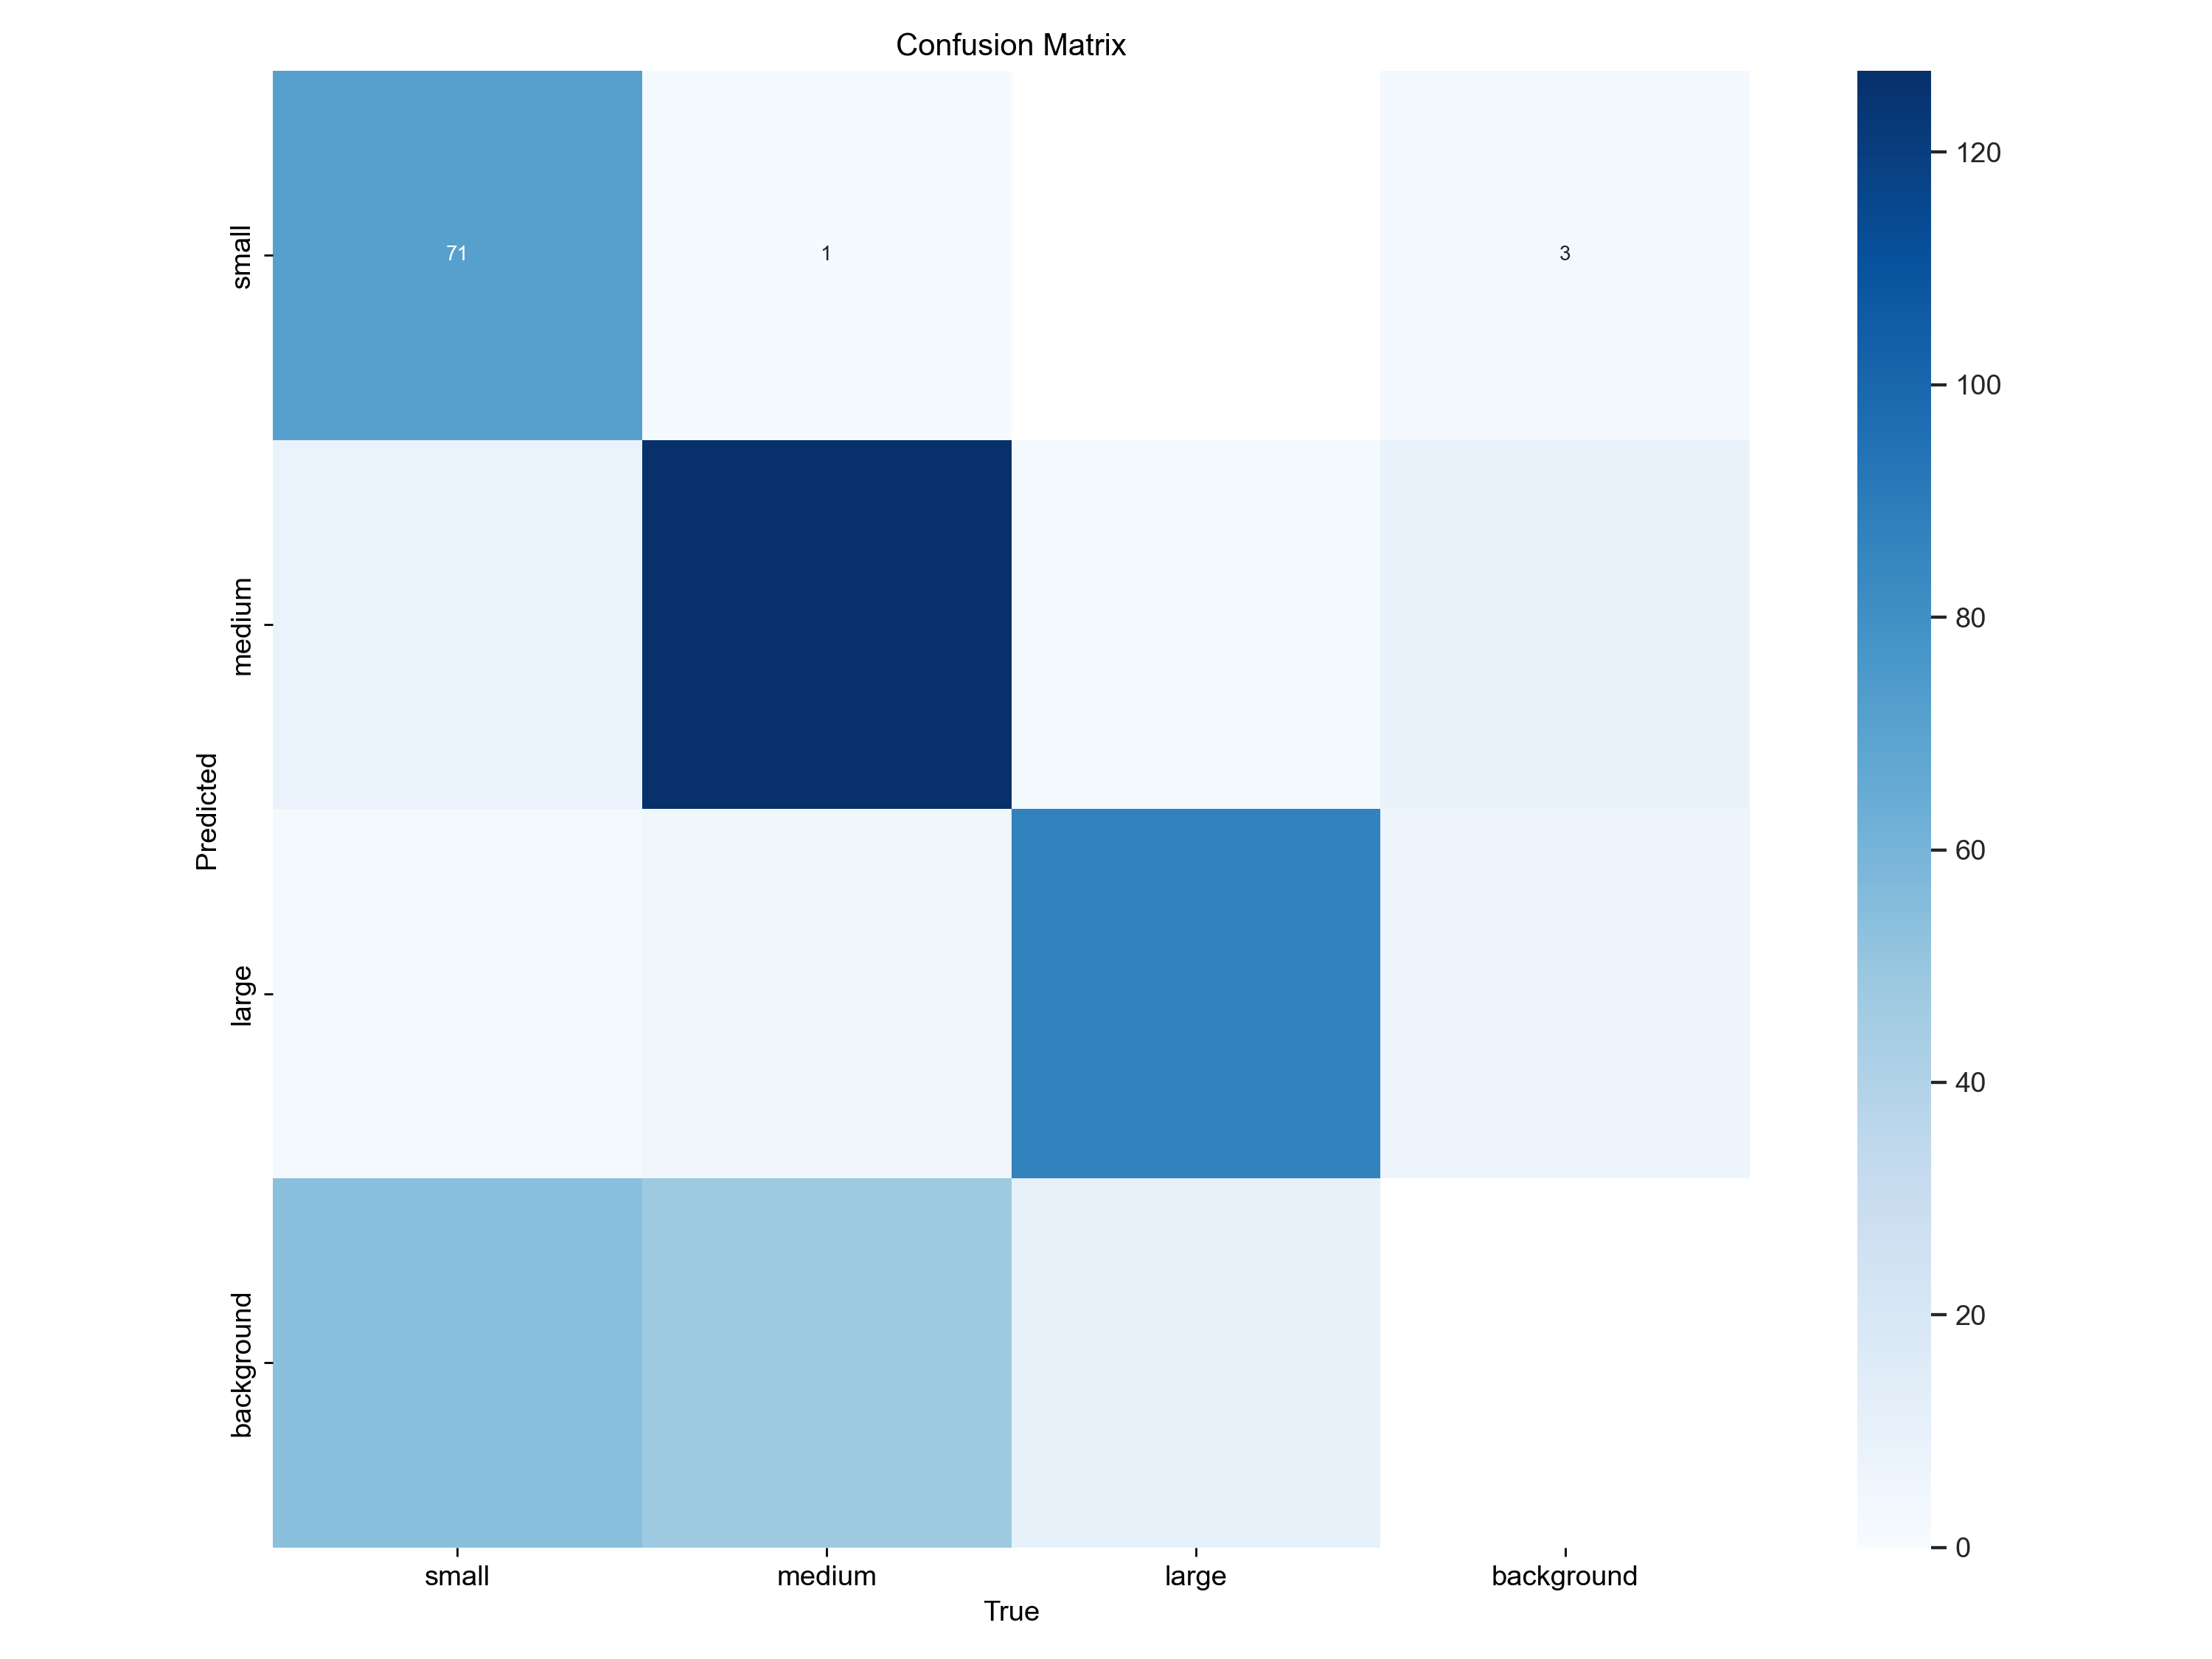 Confusion Matrix
71 1 3
small
medium
large
background
Predicted
small medium large background
True
120
100
80
60
40
20
0